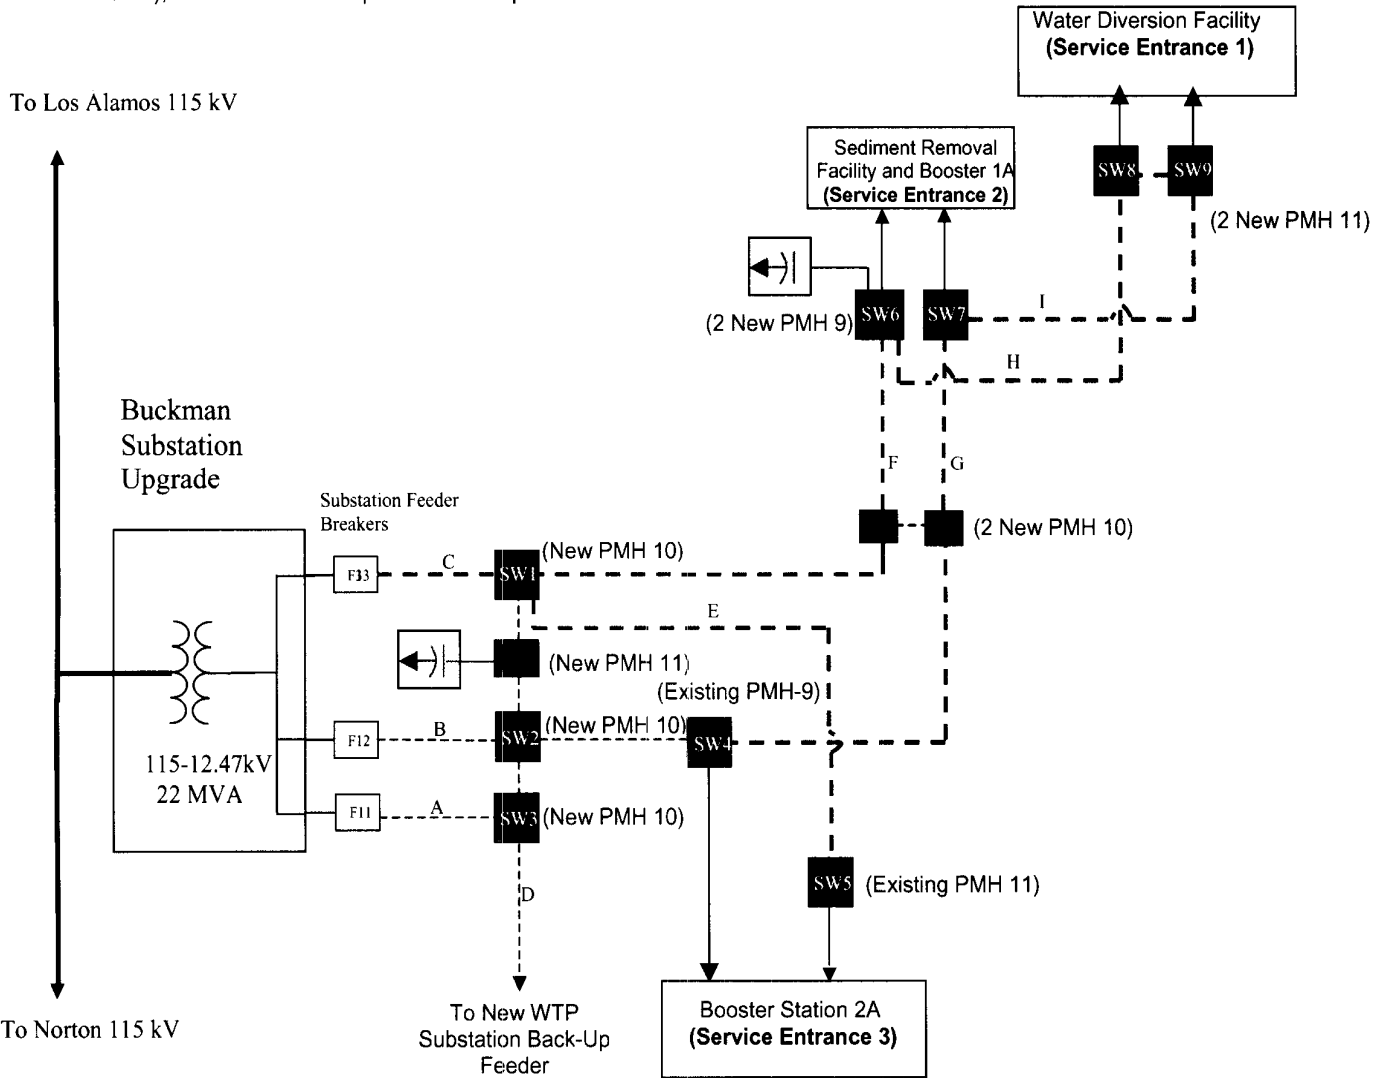 Water Diversion Facility
(Service Entrance 1)
To Los Alamos 115 kV
Sediment Removal
Facility and Booster 1A
(Service Entrance 2)
SW8
SW9
(2 New PMH 11)
(2 New PMH 9)
SW6
SW7
I
H
Buckman
Substation
Upgrade
F
G
Substation Feeder
Breakers
(2 New PMH 10)
(New PMH 10)
F33
C
SW1
E
(New PMH 11)
(Existing PMH-9)
F12
B
SW2
(New PMH 10)
SW4
115-12.47kV
22 MVA
F11
A
SW3
(New PMH 10)
D
SW5
(Existing PMH 11)
To Norton 115 kV
To New WTP
Substation Back-Up
Feeder
Booster Station 2A
(Service Entrance 3)